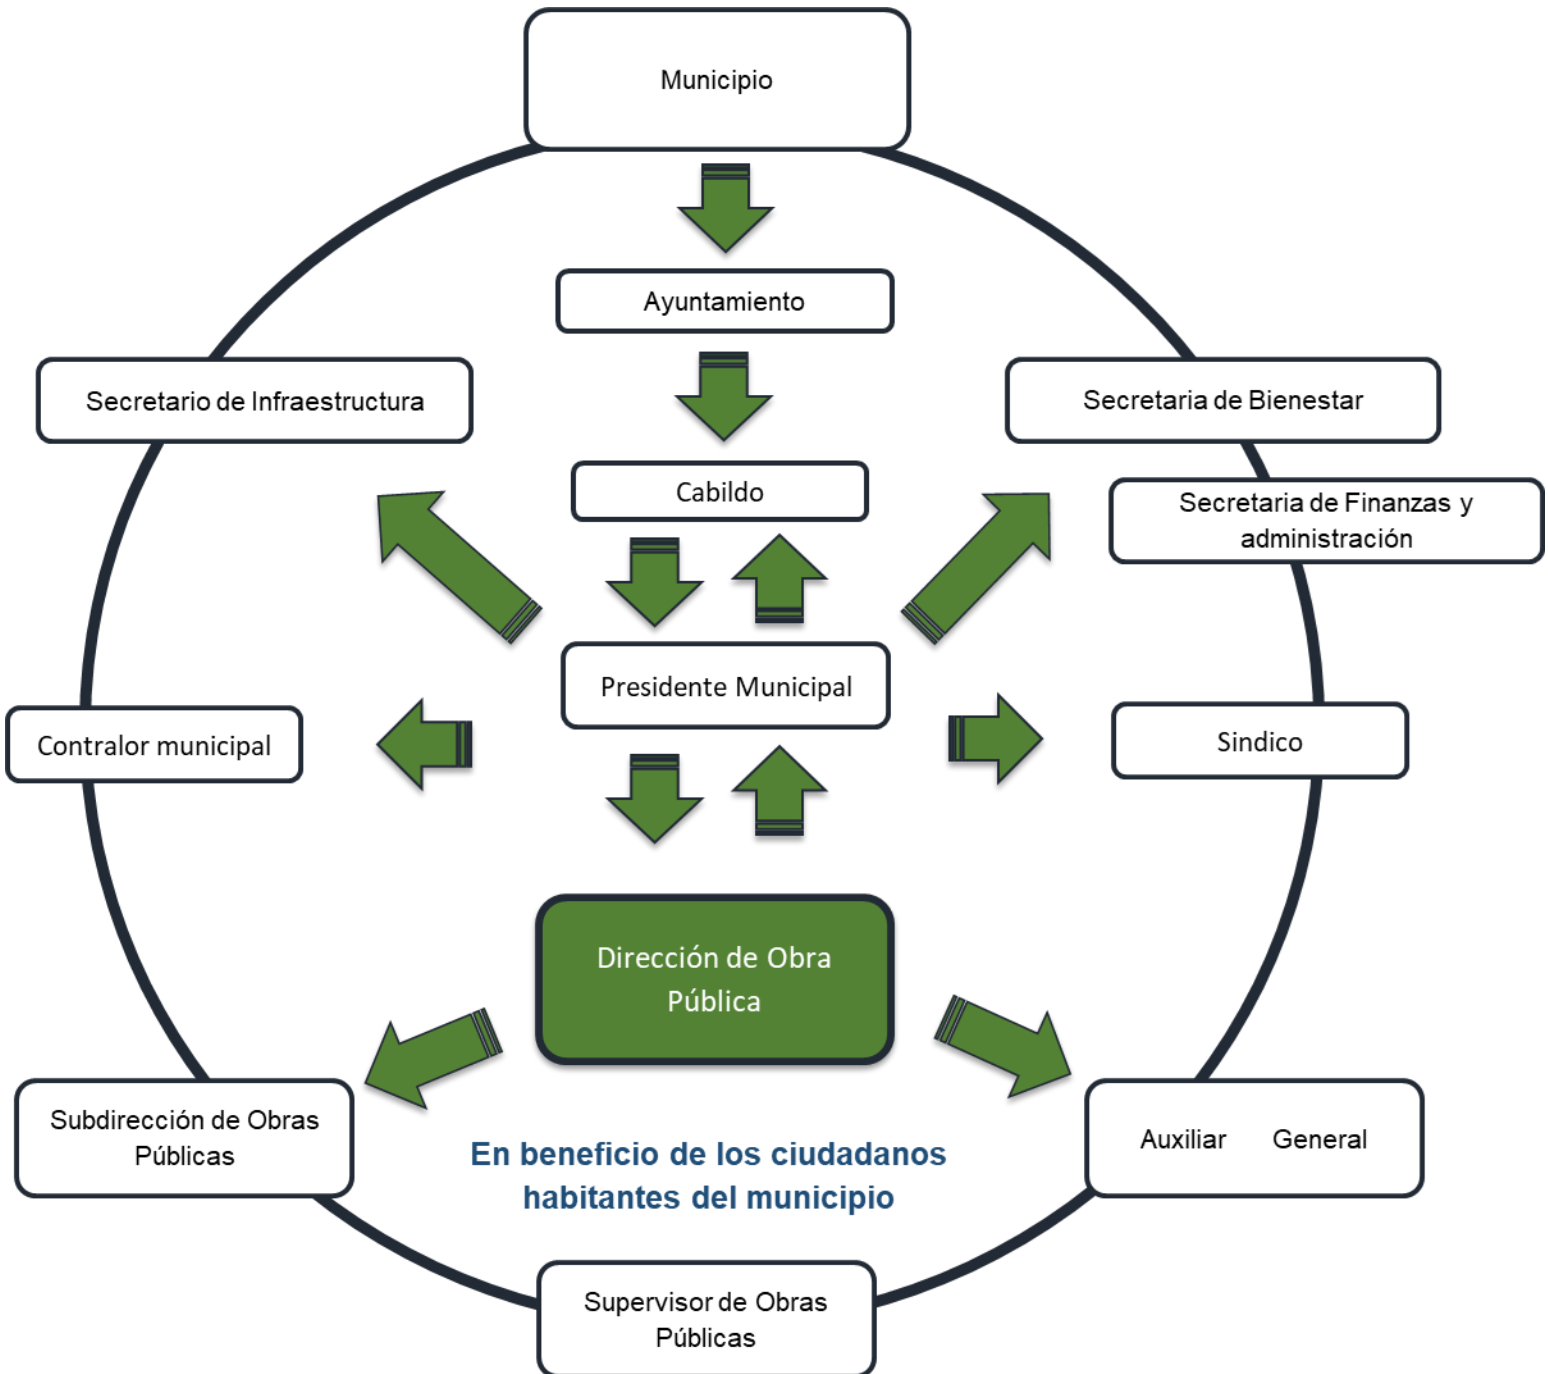 Municipio
Ayuntamiento
Secretario de Infraestructura
Secretaria de Bienestar
Cabildo
Secretaria de Finanzas y
administración
Presidente Municipal
Contralor municipal
Sindico
Dirección de Obra
Pública
Subdirección de Obras
Públicas
Auxiliar General
En beneficio de los ciudadanos
habitantes del municipio
Supervisor de Obras
Públicas